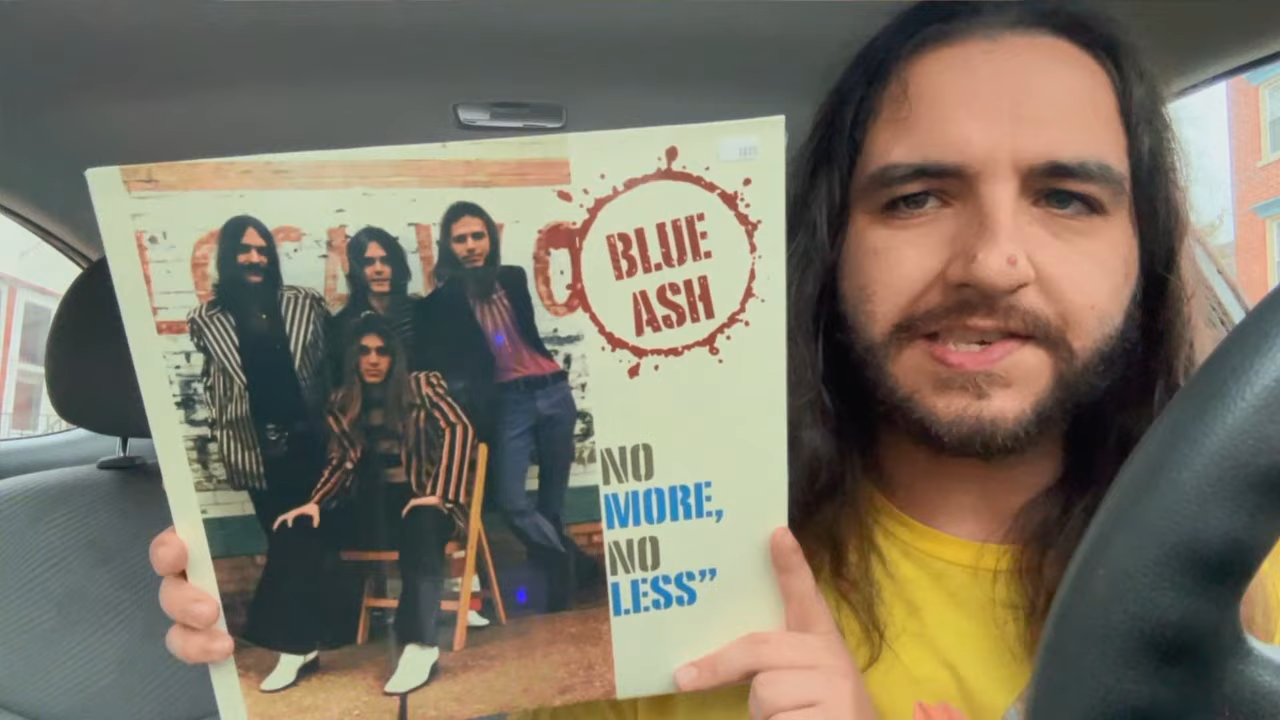 BLUE
ASH
NO
MORE,
NO
LESS”